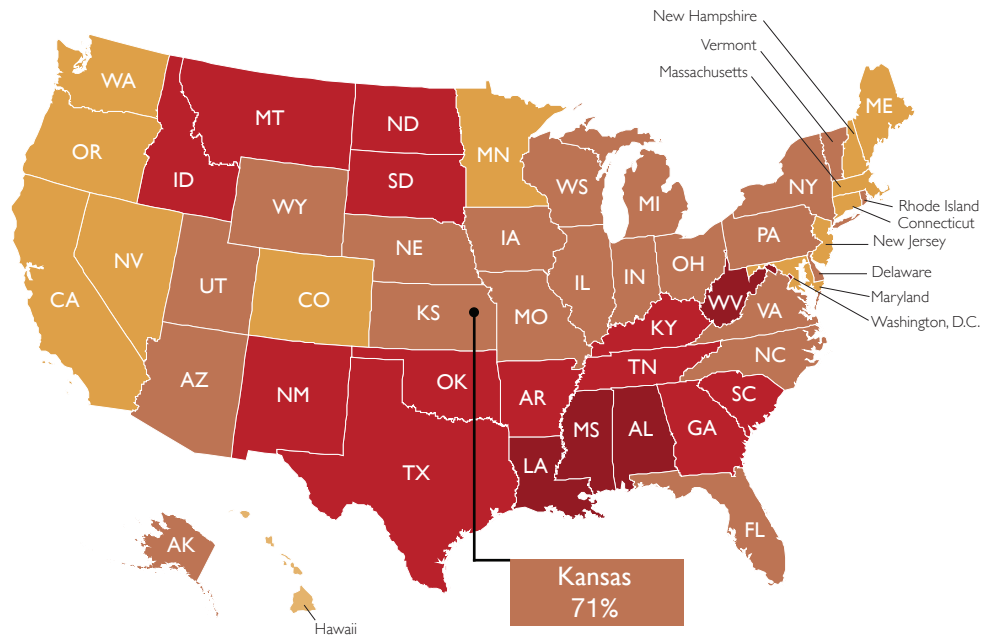 New Hampshire
Vermont
Massachusetts
WA
MT
ND
MN
ME
OR
ID
SD
WS
MI
NY
WY
Rhode Island
Connecticut
IA
PA
New Jersey
NE
NV
UT
CO
IL
IN
OH
Delaware
Maryland
Washington, D.C.
CA
KS
MO
WV
VA
KY
NC
AZ
NM
OK
TN
AR
SC
MS
AL
GA
LA
TX
FL
AK
Kansas
71%
Hawaii